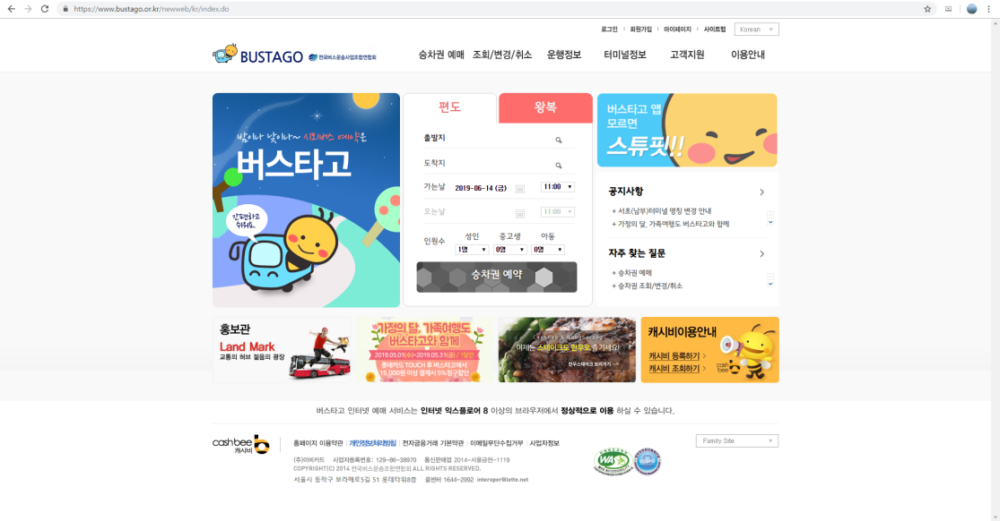 https://www.bustago.or.kr/newweb/kr/index.do
로그인 회원가입 마이페이지 사이트맵 Korean
BUSTAGO 전국버스운송사업조합연합회
승차권 예매 조회/변경/취소 운행정보 터미널정보 고객지원 이용안내
밤이나 낮이나~ 시외버스 예약은
버스타고
간편하고
쉬워요
편도 왕복
출발지
도착지
가는날 2019-06-14 (금) 11:00
오는날 11:00
인원수
성인 중고생 아동
1명 0명 0명
승차권 예약
버스타고 앱
모르면
스튜핏!!
공지사항
+ 서초(남부)터미널 명칭 변경 안내
+ 가정의 달, 가족여행도 버스타고와 함께
자주 찾는 질문
+ 승차권 예매
+ 승차권 조회/변경/취소
홍보관
Land Mark
교통의 허브 젊음의 광장
가정의 달, 가족여행도
버스타고와 함께
2019.05.01(수)~2019.05.31(금) / 1달간
롯데카드 TOUCH 후 버스타고에서
15,000원 이상 결제시 5%청구할인
이제는 스테이크도 한우로 즐기세요!
한우스테이크 보러가기
캐시비이용안내
캐시비 등록하기 >
캐시비 조회하기 >
cash bee
버스타고 인터넷 예매 서비스는 인터넷 익스플로어 8 이상의 브라우저에서 정상적으로 이용 하실 수 있습니다.
cash bee
캐시비
홈페이지 이용약관 개인정보처리방침 전자금융거래 기본약관 이메일무단수집거부 사업자정보
(주)이비카드 사업자등록번호: 129-86-38970 통신판매업 2014-서울금천-1119
COPYRIGHT(C) 2014 전국버스운송조합연합회 ALL RIGHTS RESERVED.
서울시 동작구 보라매로5길 51 롯데타워8층 콜센터 1644-2992 interoper@lotte.net
WA
Family Site